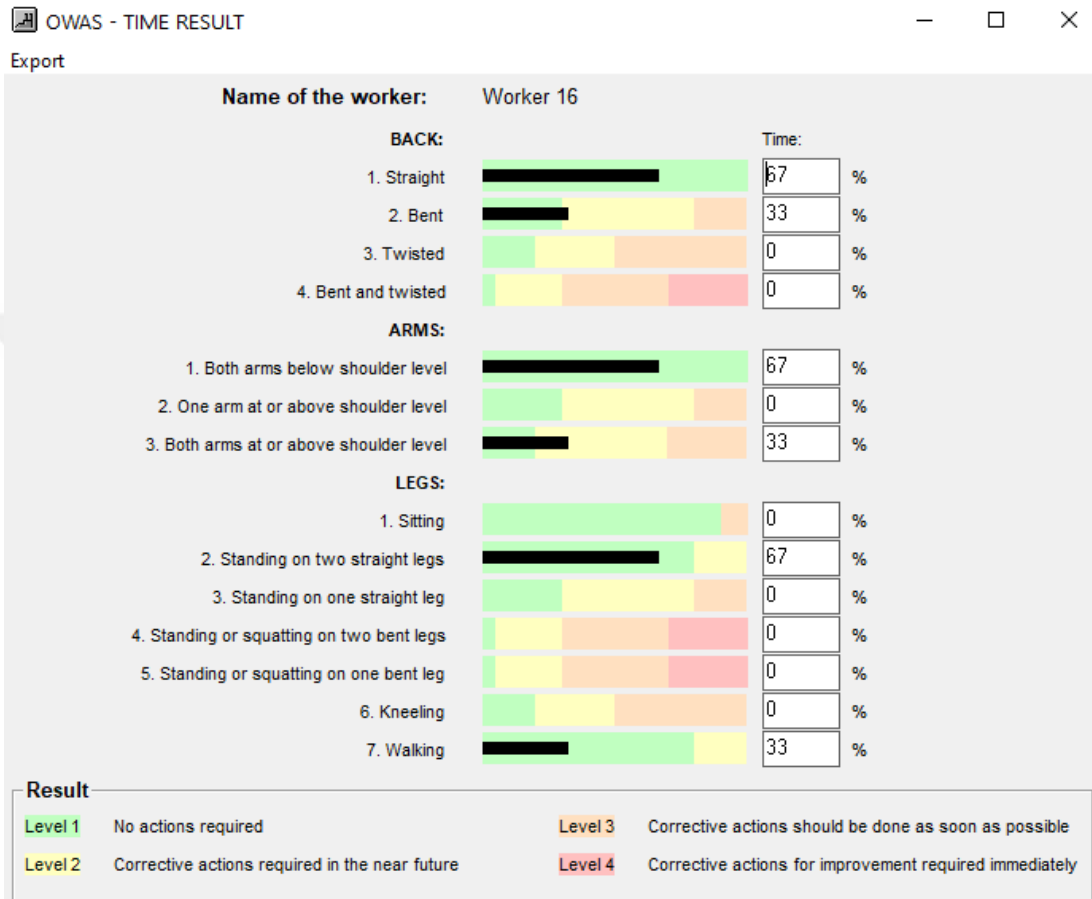 OWAS - TIME RESULT
Export
Name of the worker: Worker 16
BACK: Time:
1. Straight 67 %
2. Bent 33 %
3. Twisted 0 %
4. Bent and twisted 0 %
ARMS:
1. Both arms below shoulder level 67 %
2. One arm at or above shoulder level 0 %
3. Both arms at or above shoulder level 33 %
LEGS:
1. Sitting 0 %
2. Standing on two straight legs 67 %
3. Standing on one straight leg 0 %
4. Standing or squatting on two bent legs 0 %
5. Standing or squatting on one bent leg 0 %
6. Kneeling 0 %
7. Walking 33 %
Result
Level 1 No actions required Level 3 Corrective actions should be done as soon as possible
Level 2 Corrective actions required in the near future Level 4 Corrective actions for improvement required immediately